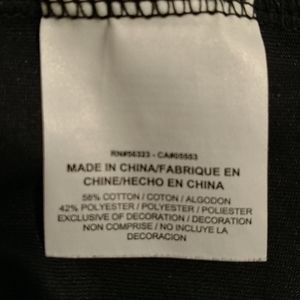 RN#56323 - CA#05553
MADE IN CHINA/FABRIQUE EN
CHINE/HECHO EN CHINA
58% COTTON / COTON / ALGODON
42% POLYESTER / POLYESTER / POLIESTER
EXCLUSIVE OF DECORATION / DECORATION
NON COMPRISE / NO INCLUYE LA
DECORACION